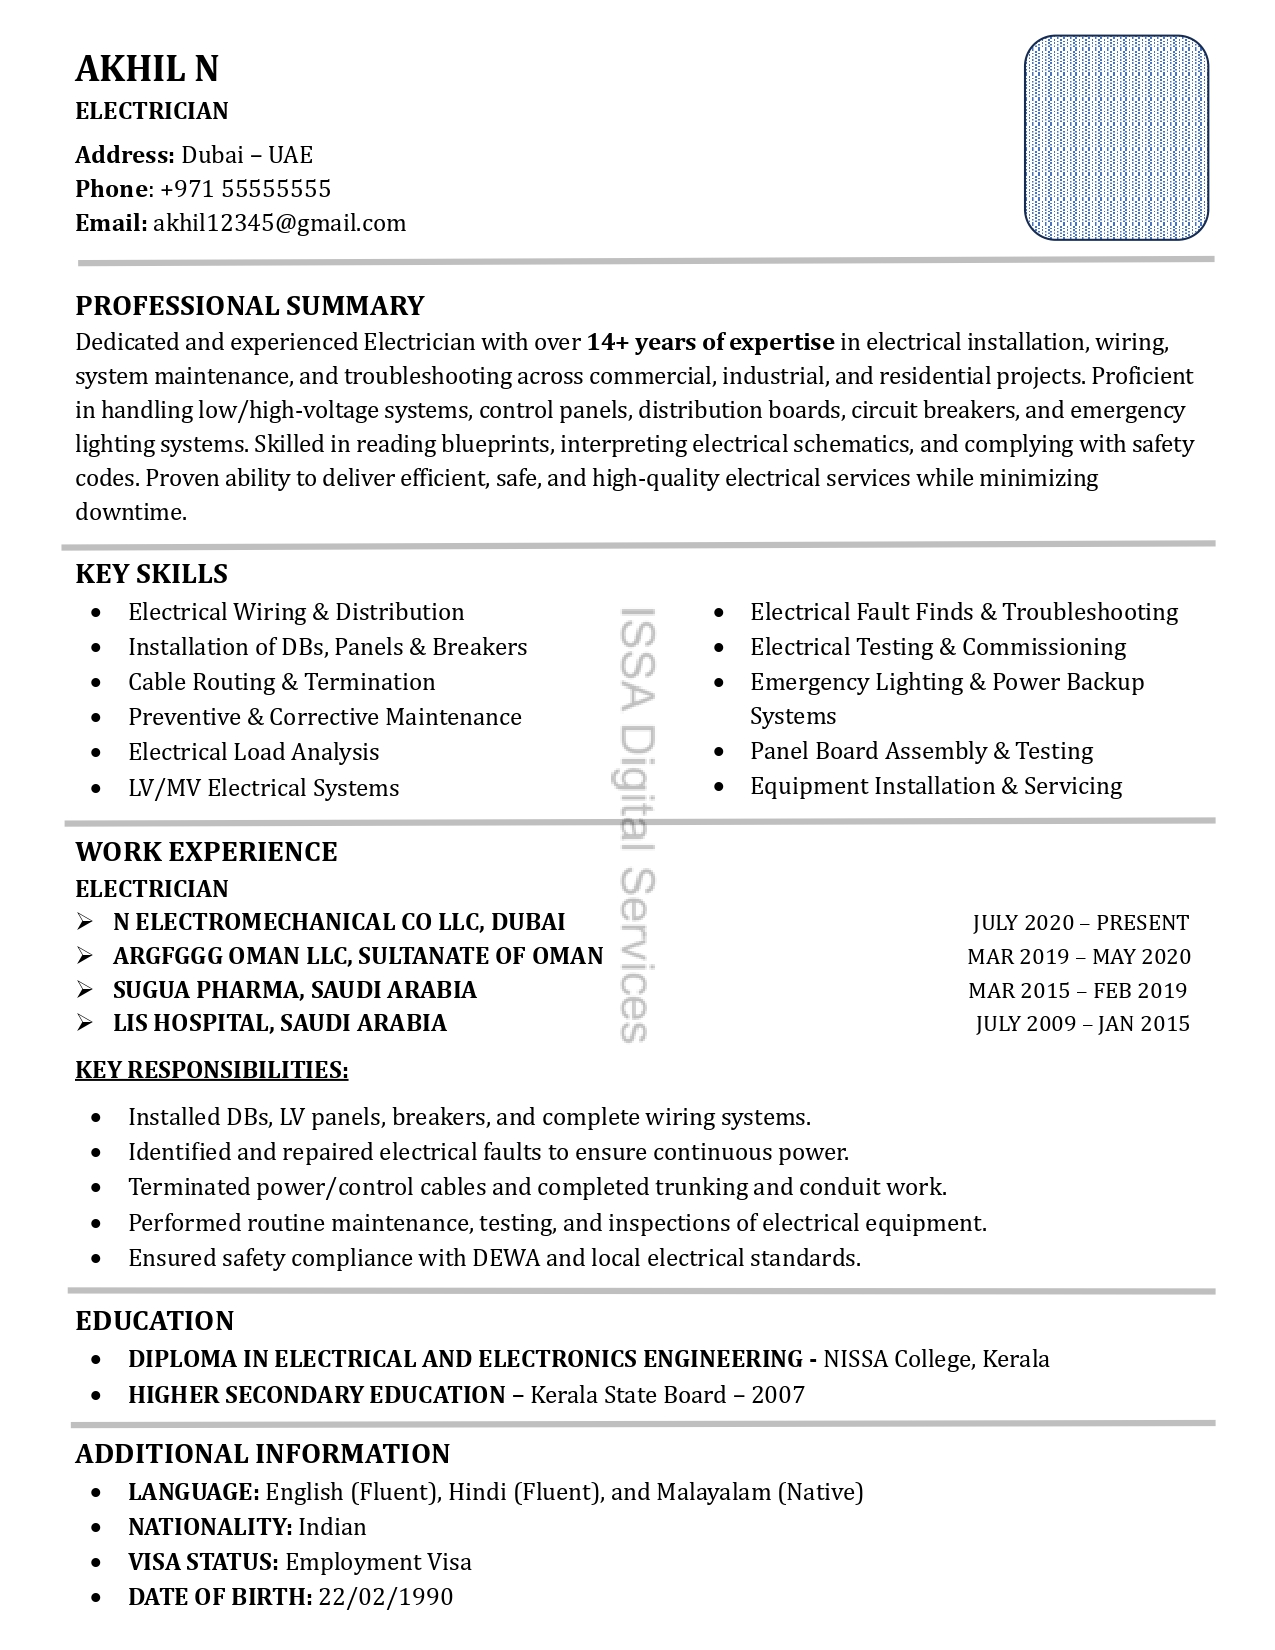 AKHIL N
ELECTRICIAN
Address: Dubai – UAE
Phone: +971 55555555
Email: akhil12345@gmail.com
PROFESSIONAL SUMMARY
Dedicated and experienced Electrician with over 14+ years of expertise in electrical installation, wiring,
system maintenance, and troubleshooting across commercial, industrial, and residential projects. Proficient
in handling low/high-voltage systems, control panels, distribution boards, circuit breakers, and emergency
lighting systems. Skilled in reading blueprints, interpreting electrical schematics, and complying with safety
codes. Proven ability to deliver efficient, safe, and high-quality electrical services while minimizing
downtime.
KEY SKILLS
• Electrical Wiring & Distribution
• Installation of DBs, Panels & Breakers
• Cable Routing & Termination
• Preventive & Corrective Maintenance
• Electrical Load Analysis
• LV/MV Electrical Systems
• Electrical Fault Finds & Troubleshooting
• Electrical Testing & Commissioning
• Emergency Lighting & Power Backup
Systems
• Panel Board Assembly & Testing
• Equipment Installation & Servicing
ISSA Digital Services
WORK EXPERIENCE
ELECTRICIAN
➢ N ELECTROMECHANICAL CO LLC, DUBAI JULY 2020 – PRESENT
➢ ARGFGGG OMAN LLC, SULTANATE OF OMAN MAR 2019 – MAY 2020
➢ SUGUA PHARMA, SAUDI ARABIA MAR 2015 – FEB 2019
➢ LIS HOSPITAL, SAUDI ARABIA JULY 2009 – JAN 2015
KEY RESPONSIBILITIES:
• Installed DBs, LV panels, breakers, and complete wiring systems.
• Identified and repaired electrical faults to ensure continuous power.
• Terminated power/control cables and completed trunking and conduit work.
• Performed routine maintenance, testing, and inspections of electrical equipment.
• Ensured safety compliance with DEWA and local electrical standards.
EDUCATION
• DIPLOMA IN ELECTRICAL AND ELECTRONICS ENGINEERING - NISSA College, Kerala
• HIGHER SECONDARY EDUCATION – Kerala State Board – 2007
ADDITIONAL INFORMATION
• LANGUAGE: English (Fluent), Hindi (Fluent), and Malayalam (Native)
• NATIONALITY: Indian
• VISA STATUS: Employment Visa
• DATE OF BIRTH: 22/02/1990